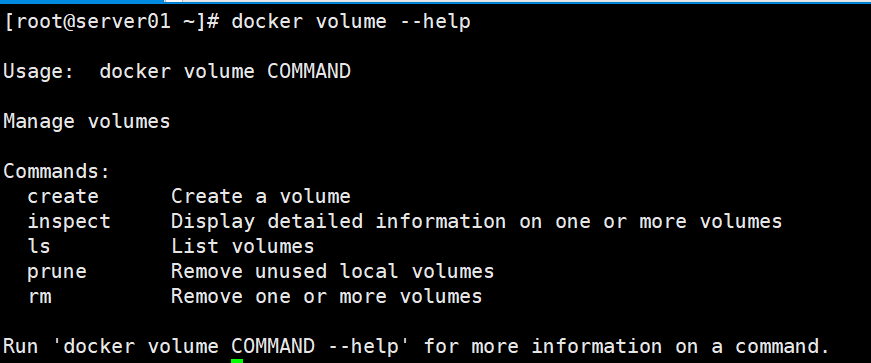 [root@server01 ~]# docker volume --help
Usage:  docker volume COMMAND
Manage volumes
Commands:
  create      Create a volume
  inspect     Display detailed information on one or more volumes
  ls          List volumes
  prune       Remove unused local volumes
  rm          Remove one or more volumes
Run 'docker volume COMMAND --help' for more information on a command.